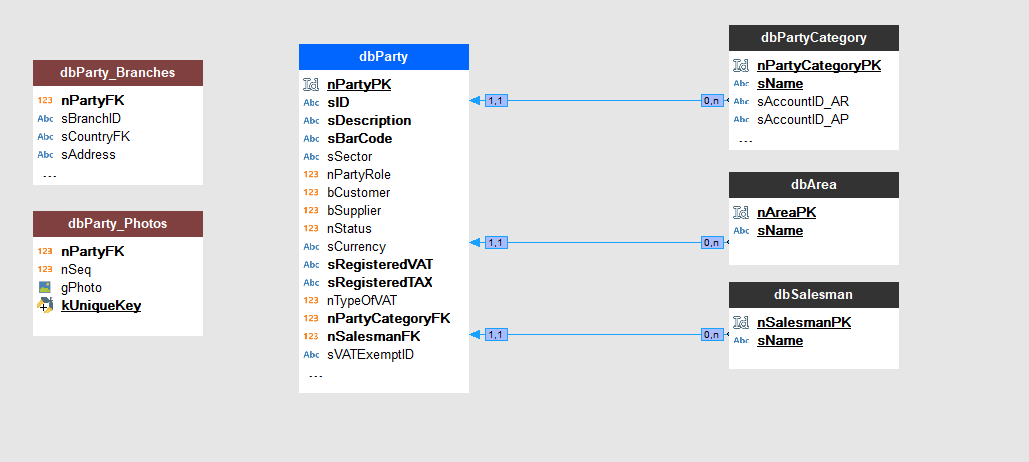 dbParty_Branches
123 nPartyFK
Abc sBranchID
Abc sCountryFK
Abc sAddress
...
dbParty_Photos
123 nPartyFK
123 nSeq
gPhoto
kUniqueKey
dbParty
Id nPartyPK
Abc sID
Abc sDescription
Abc sBarCode
Abc sSector
123 nPartyRole
123 bCustomer
123 bSupplier
123 nStatus
Abc sCurrency
Abc sRegisteredVAT
Abc sRegisteredTAX
123 nTypeOfVAT
123 nPartyCategoryFK
123 nSalesmanFK
Abc sVATExemptID
...
1,1 0,n
1,1 0,n
1,1 0,n
dbPartyCategory
Id nPartyCategoryPK
Abc sName
Abc sAccountID_AR
Abc sAccountID_AP
...
dbArea
Id nAreaPK
Abc sName
dbSalesman
Id nSalesmanPK
Abc sName